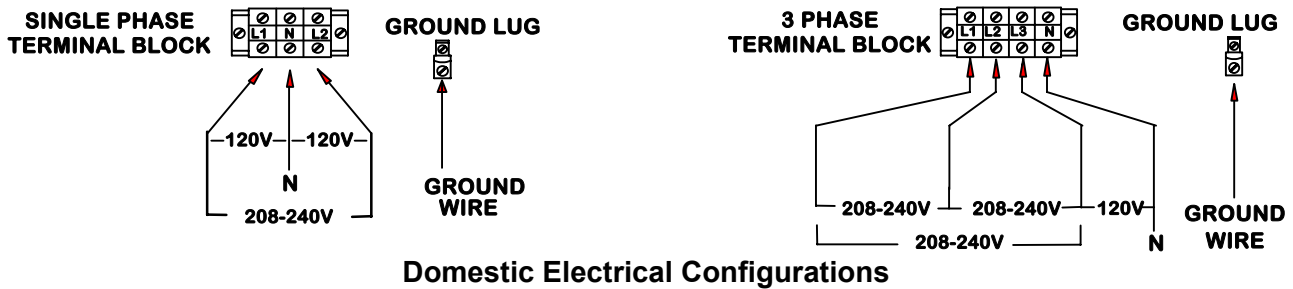 SINGLE PHASE
TERMINAL BLOCK
L1 N L2
GROUND LUG
120V 120V
N
208-240V
GROUND
WIRE
3 PHASE
TERMINAL BLOCK
L1 L2 L3 N
GROUND LUG
208-240V 208-240V 120V
208-240V
N
GROUND
WIRE
Domestic Electrical Configurations